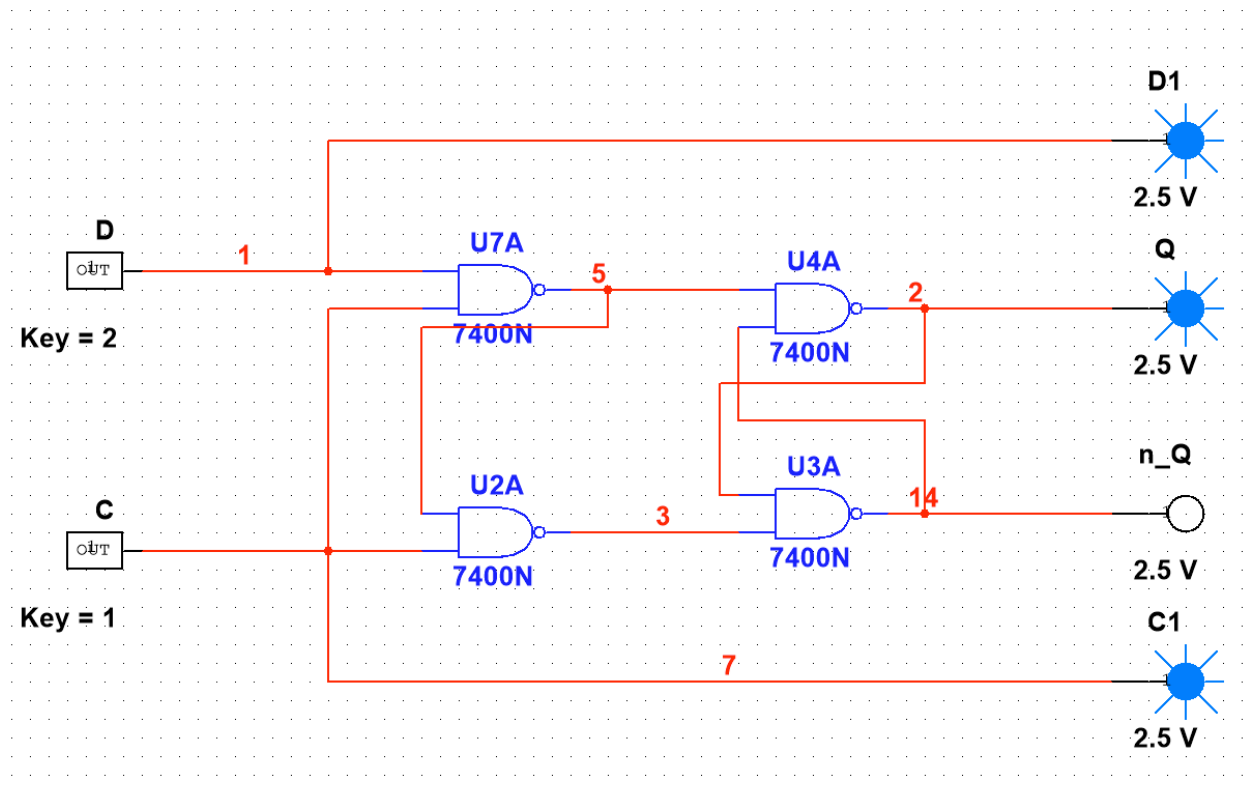 D1
2.5 V
D
OUT
1
Key = 2
U7A
7400N
5
U4A
7400N
2
Q
2.5 V
n_Q
2.5 V
C
OUT
Key = 1
U2A
7400N
3
U3A
7400N
14
C1
7
2.5 V